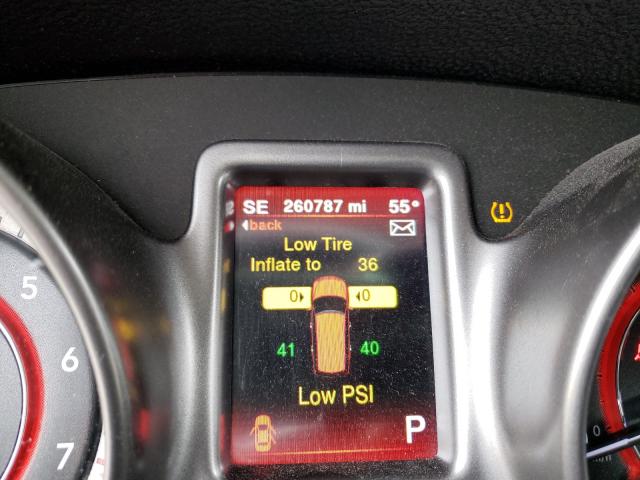 SE 260787 mi 55°
back
Low Tire
Inflate to 36
0 0
41 40
Low PSI
P
5
6
7
0